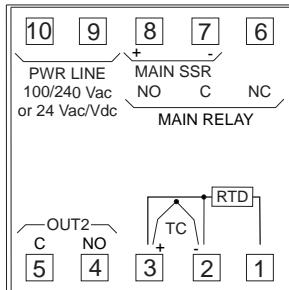 10 9 8 7 6
+ -
PWR LINE MAIN SSR
100/240 Vac NO C NC
or 24 Vac/Vdc MAIN RELAY
RTD
OUT2 TC
C NO + -
5 4 3 2 1